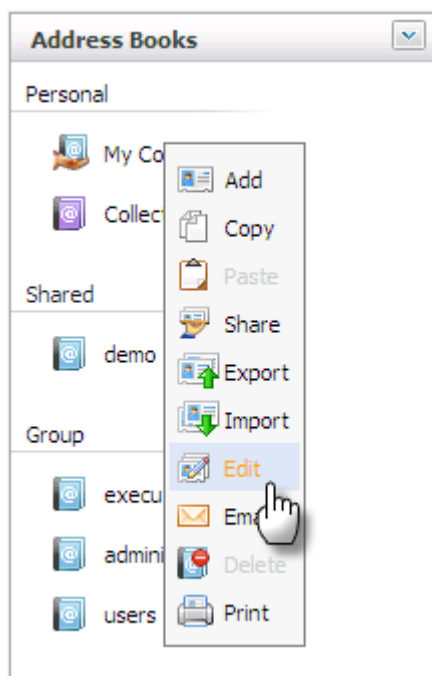 Address Books
Personal
My Co
Collec
Shared
demo
Group
execu
admini
users
Add
Copy
Paste
Share
Export
Import
Edit
Ema
Delete
Print